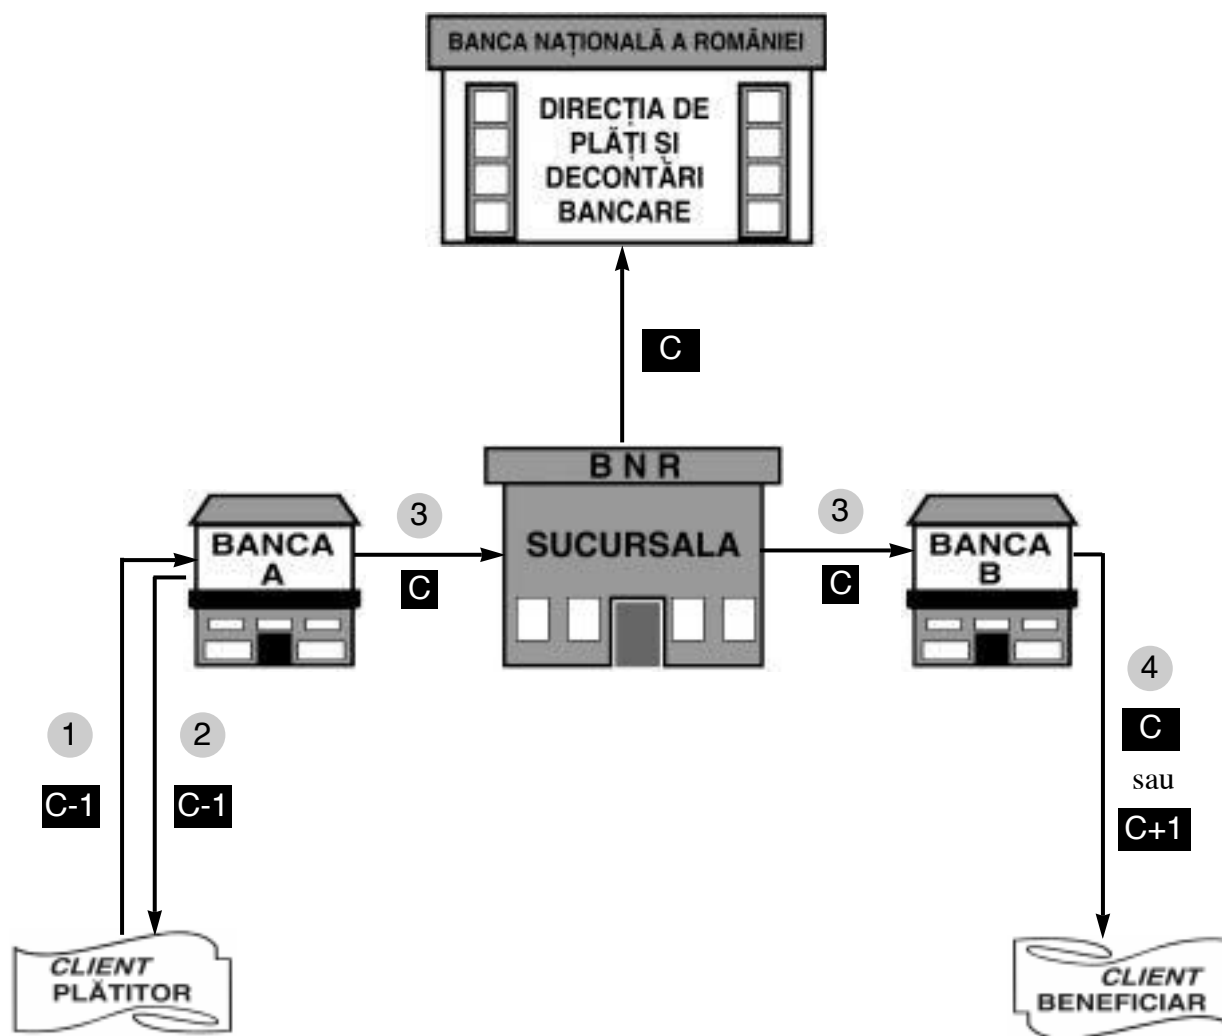 BANCA NAȚIONALĂ A ROMÂNIEI
DIRECȚIA DE
PLĂȚI ȘI
DECONTĂRI
BANCARE
C
B N R
SUCURSALA
BANCA
A
3
C
3
C
BANCA
B
1
C-1
2
C-1
4
C
sau
C+1
CLIENT
PLĂTITOR
CLIENT
BENEFICIAR